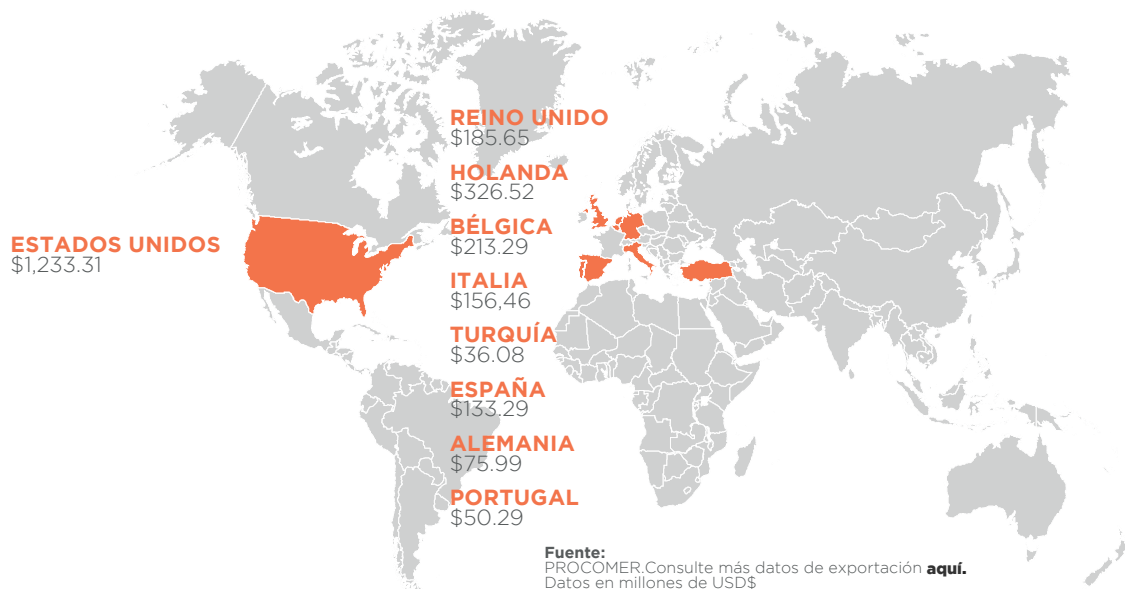 REINO UNIDO
$185.65
HOLANDA
$326.52
BÉLGICA
$213.29
ESTADOS UNIDOS
$1,233.31
ITALIA
$156,46
TURQUÍA
$36.08
ESPAÑA
$133.29
ALEMANIA
$75.99
PORTUGAL
$50.29
Fuente:
PROCOMER.Consulte más datos de exportación aquí.
Datos en millones de USD$